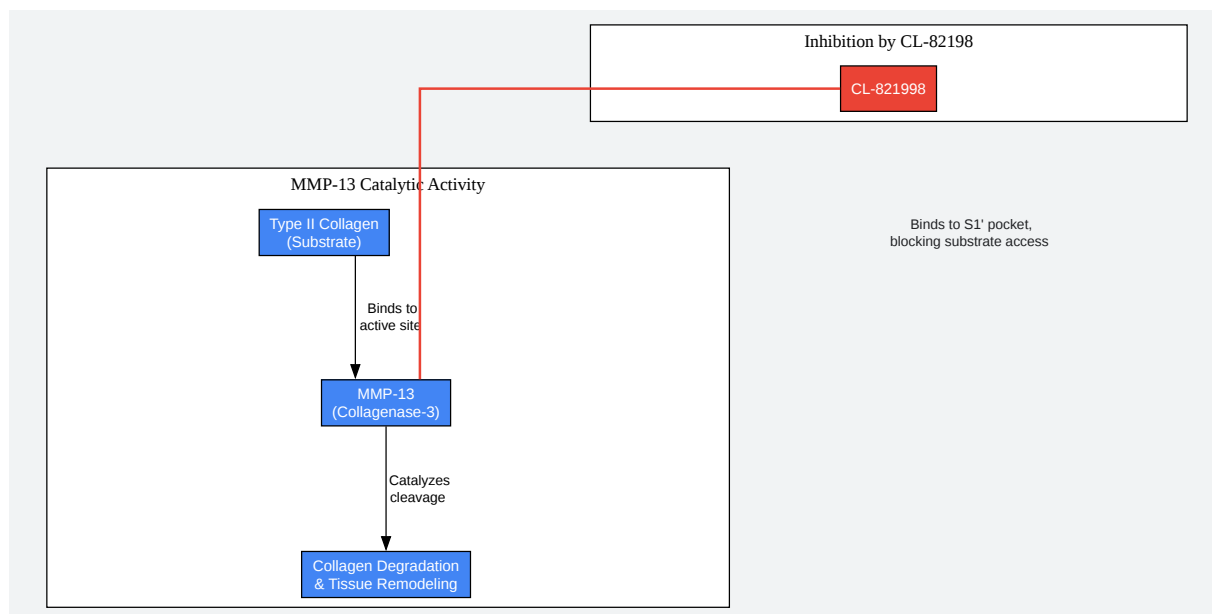 Inhibition by CL-82198
CL-821998
MMP-13 Catalytic Activity
Type II Collagen
(Substrate)
Binds to S1' pocket,
blocking substrate access
Binds to
active site
MMP-13
(Collagenase-3)
Catalyzes
cleavage
Collagen Degradation
& Tissue Remodeling